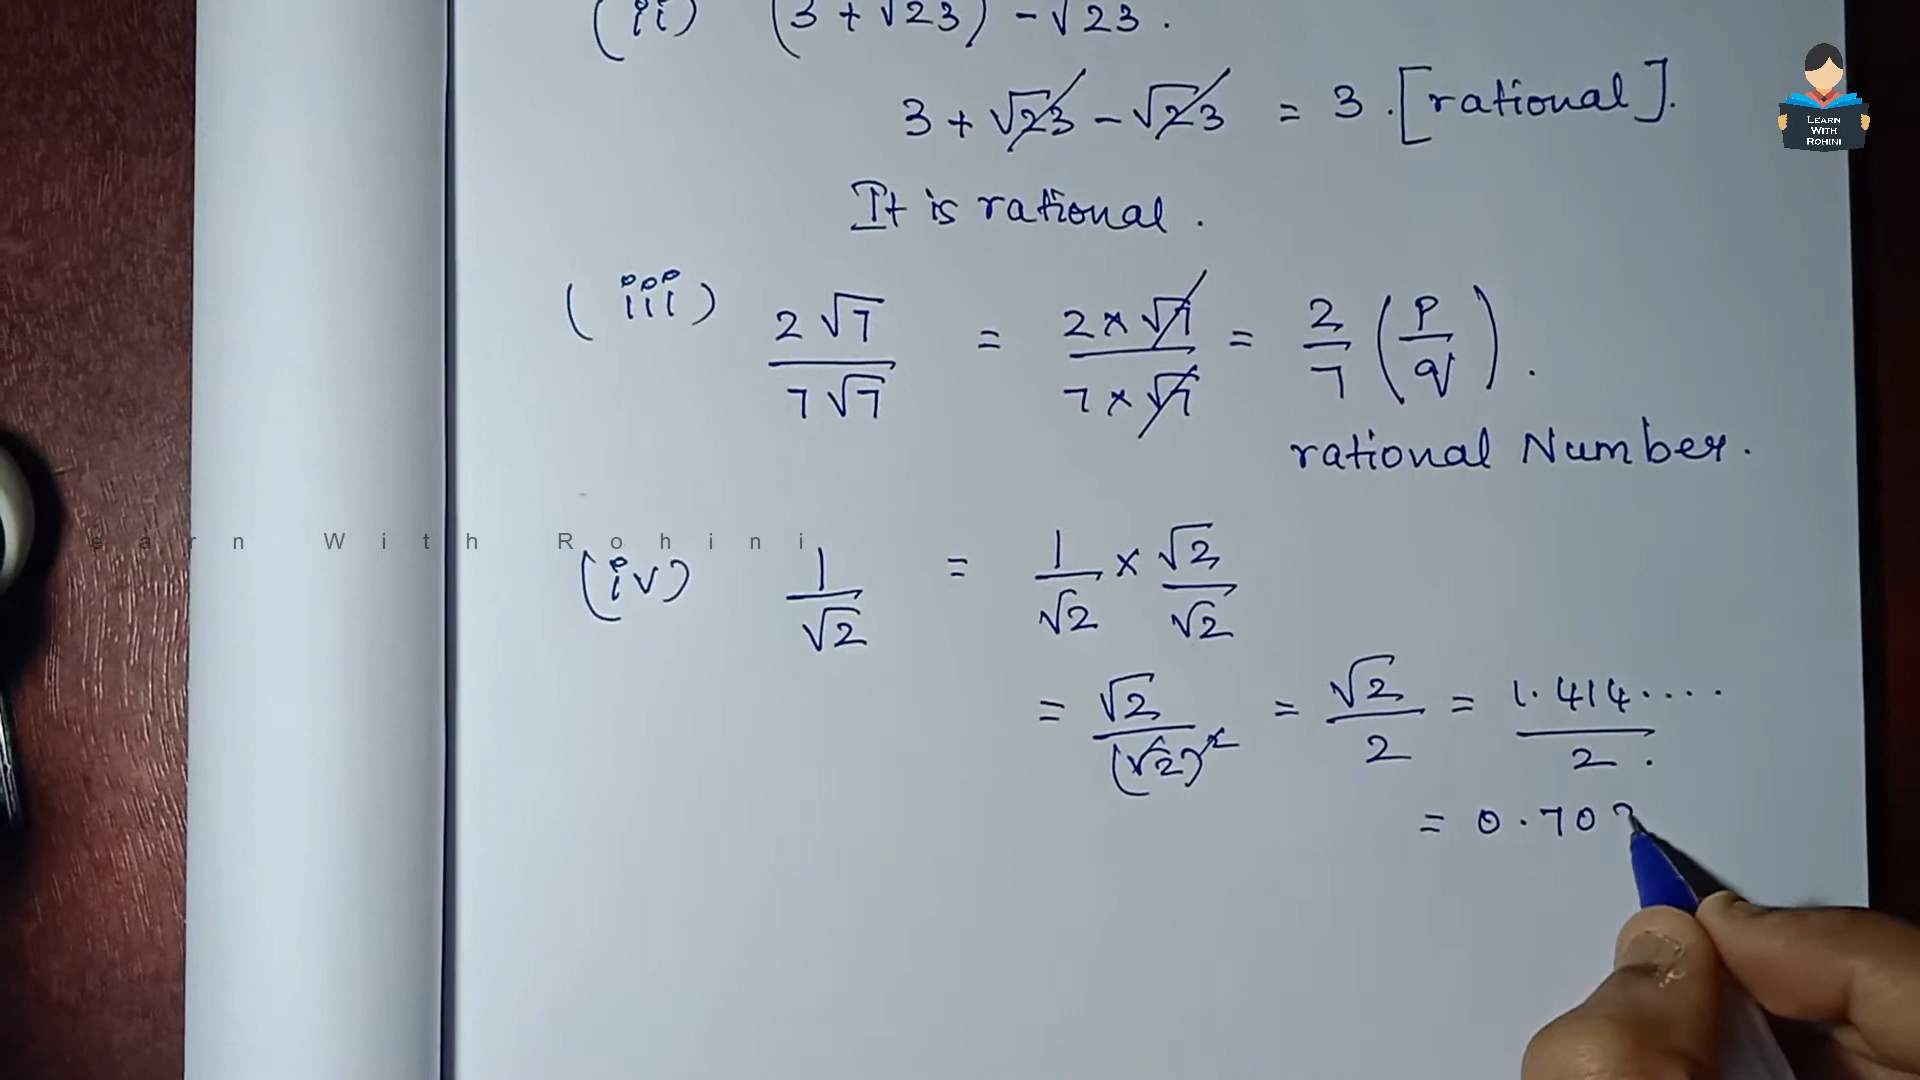 (ii) (3 + √23) - √23.
3 + √23 - √23 = 3. [rational].
It is rational.
(iii) 2√7/7√7 = 2×√7/7×√7 = 2/7 (p/q).
rational Number.
(iv) 1/√2 = 1/√2 × √2/√2
= √2/(√2)² = √2/2 = 1.414..../2.
= 0.70
earn With Rohini
LEARN
WITH
ROHINI